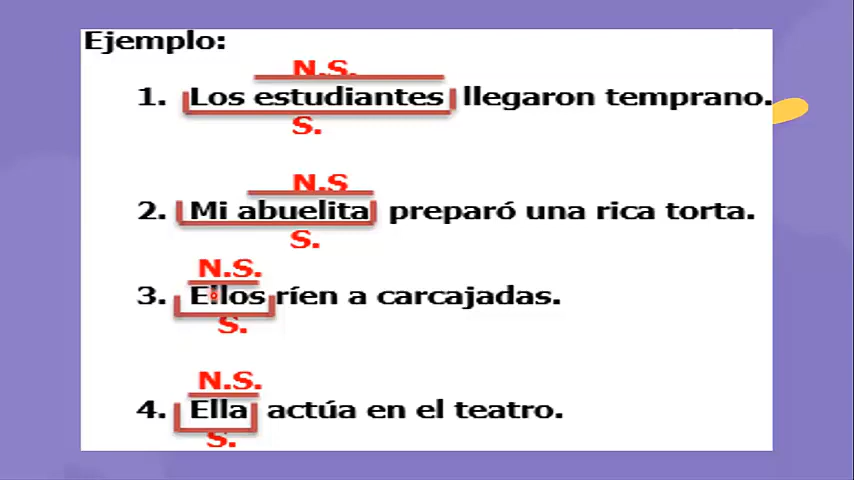 Ejemplo:
N.S.
1. Los estudiantes llegaron temprano.
S.
N.S
2. Mi abuelita preparó una rica torta.
S.
N.S.
3. Ellos ríen a carcajadas.
S.
N.S.
4. Ella actúa en el teatro.
S.